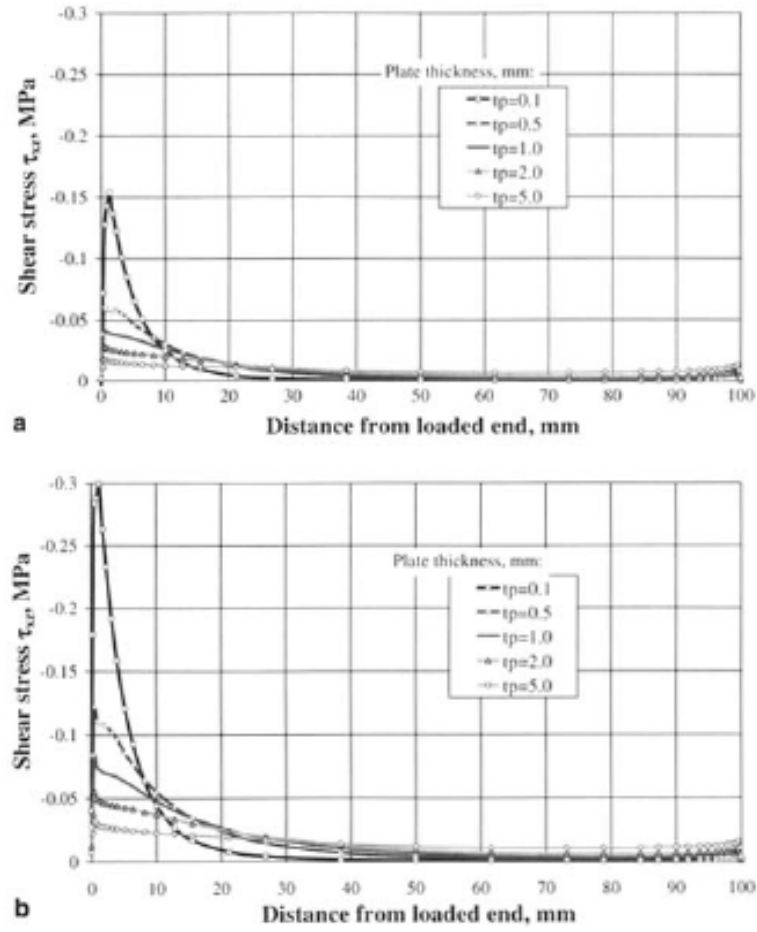 -0.3
-0.25
-0.2
-0.15
-0.1
-0.05
0
Shear stress τxz, MPa
Plate thickness, mm:
tp=0.1
tp=0.5
tp=1.0
tp=2.0
tp=5.0
0 10 20 30 40 50 60 70 80 90 100
Distance from loaded end, mm
a
-0.3
-0.25
-0.2
-0.15
-0.1
-0.05
0
Shear stress τxz, MPa
Plate thickness, mm:
tp=0.1
tp=0.5
tp=1.0
tp=2.0
tp=5.0
0 10 20 30 40 50 60 70 80 90 100
Distance from loaded end, mm
b